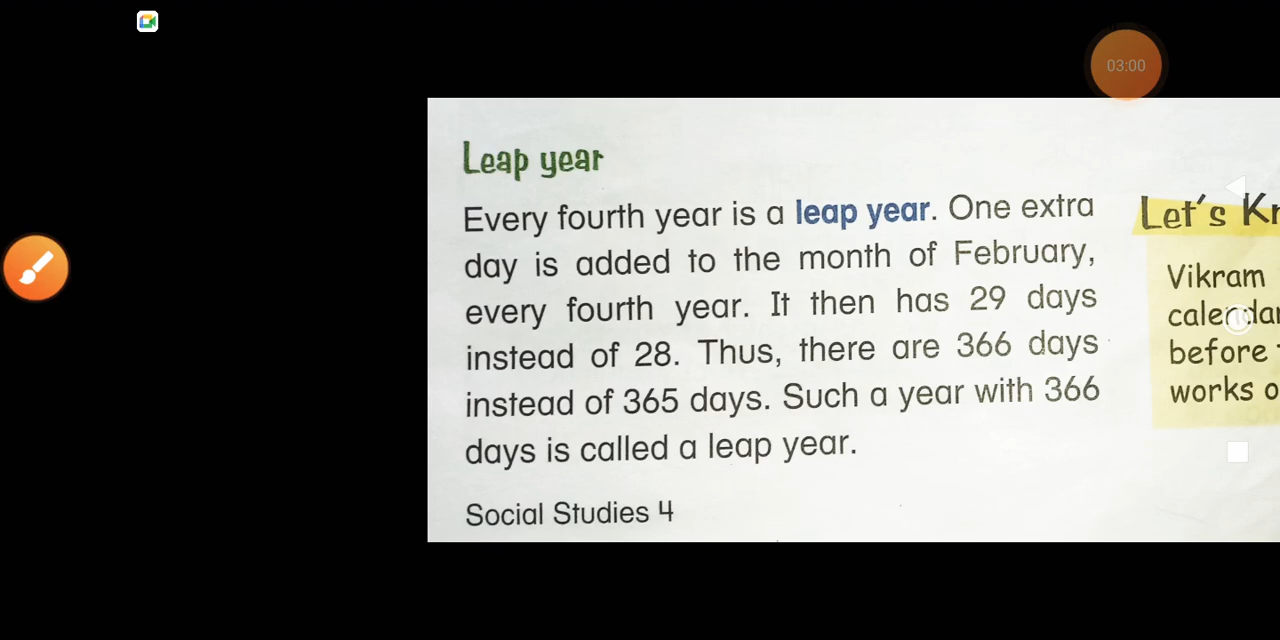 03:00
Leap year
Every fourth year is a leap year. One extra
day is added to the month of February,
every fourth year. It then has 29 days
instead of 28. Thus, there are 366 days
instead of 365 days. Such a year with 366
days is called a leap year.
Social Studies 4
Let's
Vikram
before
works